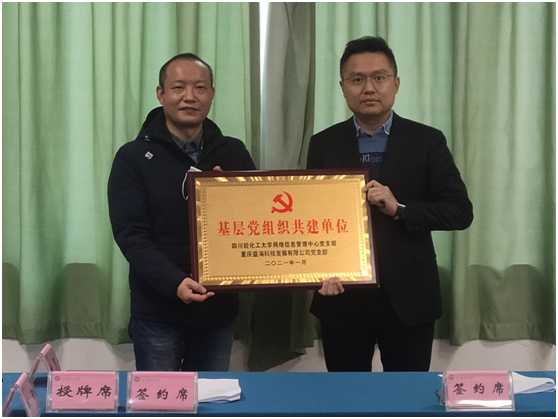 基层党组织共建单位
四川轻化工大学网络信息管理中心党支部
重庆盛海科技发展有限公司党支部
二〇二一年一月
授牌席
签约席
签约席